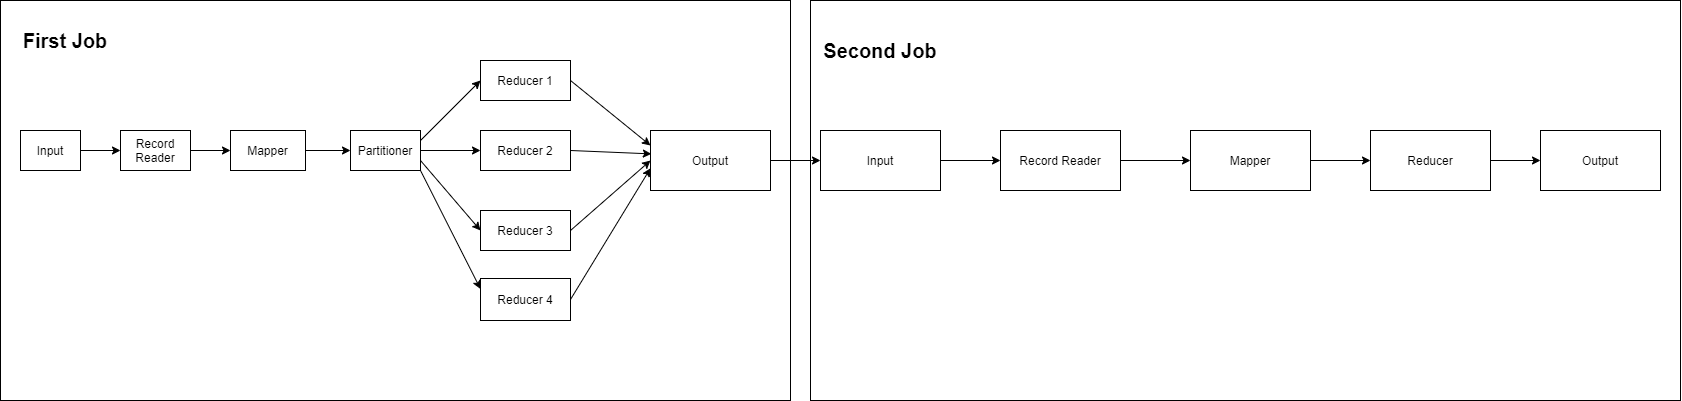 First Job
Input
Record
Reader
Mapper
Partitioner
Reducer 1
Reducer 2
Reducer 3
Reducer 4
Output
Second Job
Input
Record Reader
Mapper
Reducer
Output